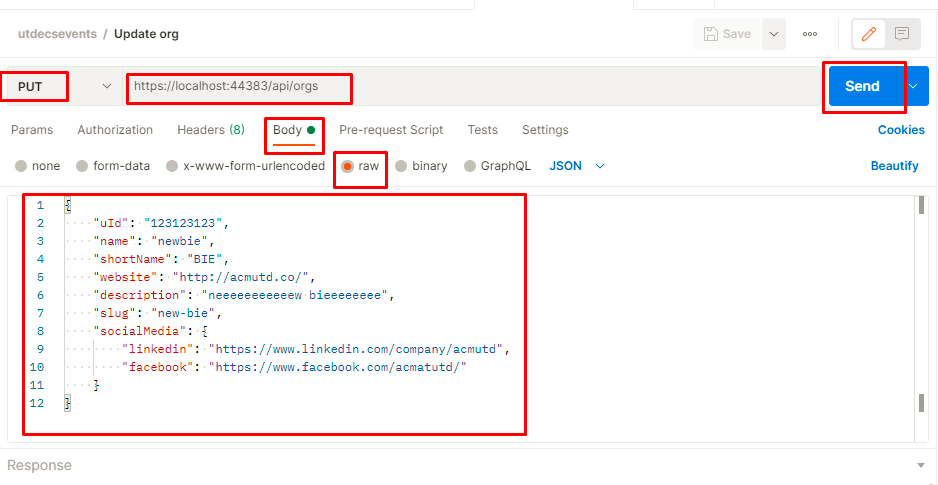 utdecsevents / Update org
Save
PUT
https://localhost:44383/api/orgs
Send
Params Authorization Headers (8) Body Pre-request Script Tests Settings Cookies
none form-data x-www-form-urlencoded raw binary GraphQL JSON Beautify
1 {
2 "uId": "123123123",
3 "name": "newbie",
4 "shortName": "BIE",
5 "website": "http://acmutd.co/",
6 "description": "neeeeeeeeeeew bieeeeeeee",
7 "slug": "new-bie",
8 "socialMedia": {
9 "linkedin": "https://www.linkedin.com/company/acmutd",
10 "facebook": "https://www.facebook.com/acmatutd/"
11 }
12 }
Response